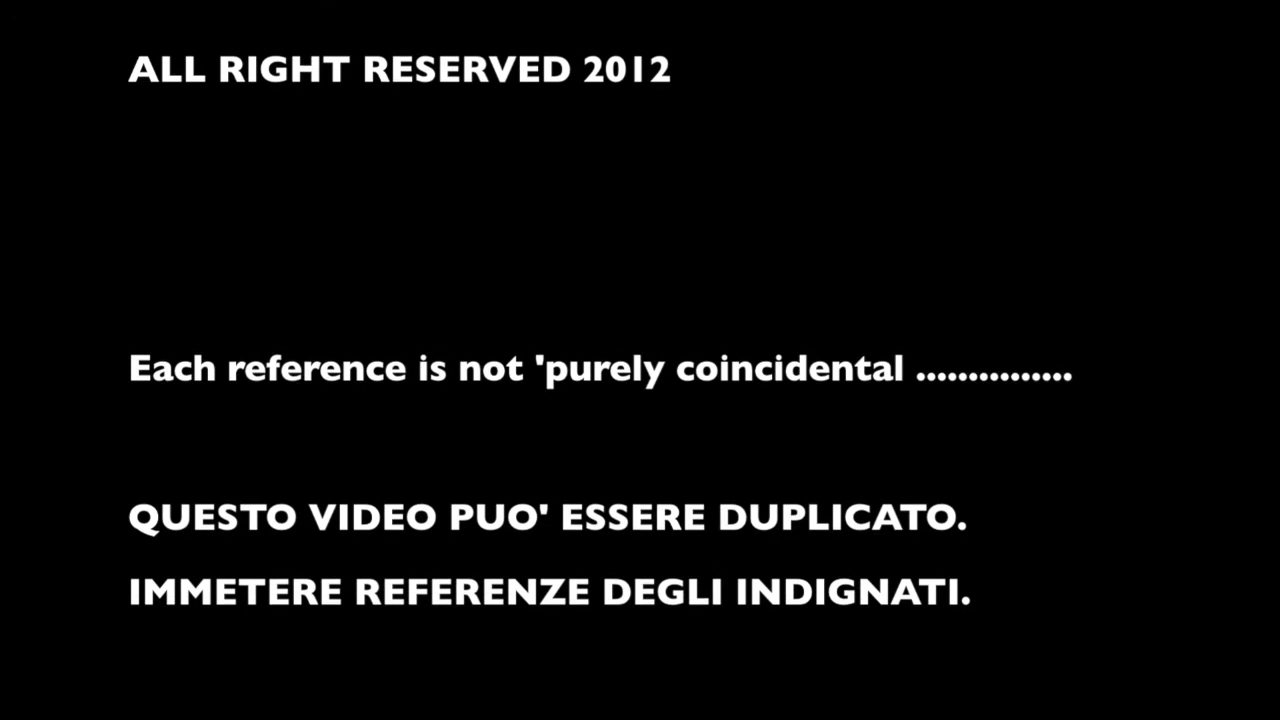 ALL RIGHT RESERVED 2012
Each reference is not 'purely coincidental ...............
QUESTO VIDEO PUO' ESSERE DUPLICATO.
IMMETERE REFERENZE DEGLI INDIGNATI.